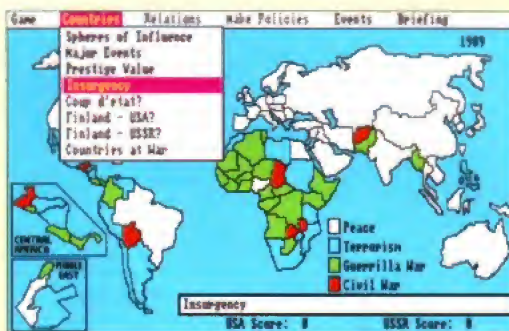 Game Countries Relations Make Policies Events Briefing
Spheres of Influence
Major Events
Prestige Value
Insurgency
Coup d'etat?
Finland - USA?
Finland - USSR?
Countries at War
1989
CENTRAL AMERICA
MIDDLE EAST
Peace
Terrorism
Guerrilla War
Civil War
Insurgency
USA Score: 0 USSR Score: 0